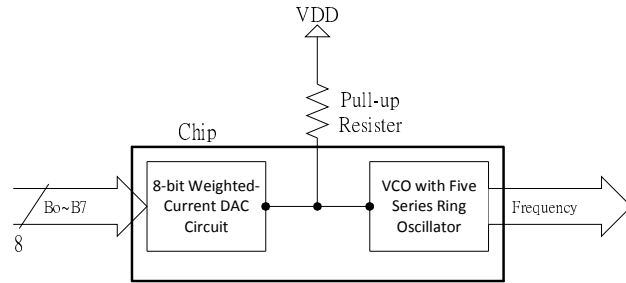 VDD
Pull-up
Resister
Chip
8-bit Weighted-
Current DAC
Circuit
VCO with Five
Series Ring
Oscillator
Bo~B7
Frequency
8